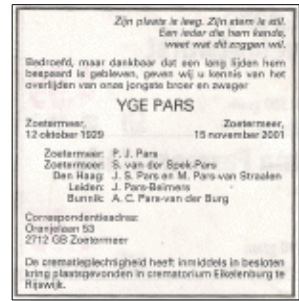 Zijn plaats is leeg. Zijn stem is stil.
Een ieder die hem kende,
weet wat dit zeggen wil.
Bedroefd, maar dankbaar dat een lang lijden hem
bespaard is gebleven, geven wij u kennis van het
overlijden van onze jongste broer en zwager
YGE PARS
Zoetermeer, Zoetermeer,
12 oktober 1929 15 november 2001
Zoetermeer: P. J. Pars
Zoetermeer: S. van der Spek-Pars
Den Haag: J. S. Pars en M. Pars-van Straalen
Leiden: J. Pars-Beimers
Bunnik: A. C. Pars-van der Burg
Correspondentieadres:
Oranjelaan 53
2712 GB Zoetermeer
De crematieplechtigheid heeft inmiddels in besloten
kring plaatsgevonden in crematorium Eikelenburg te
Rijswijk.